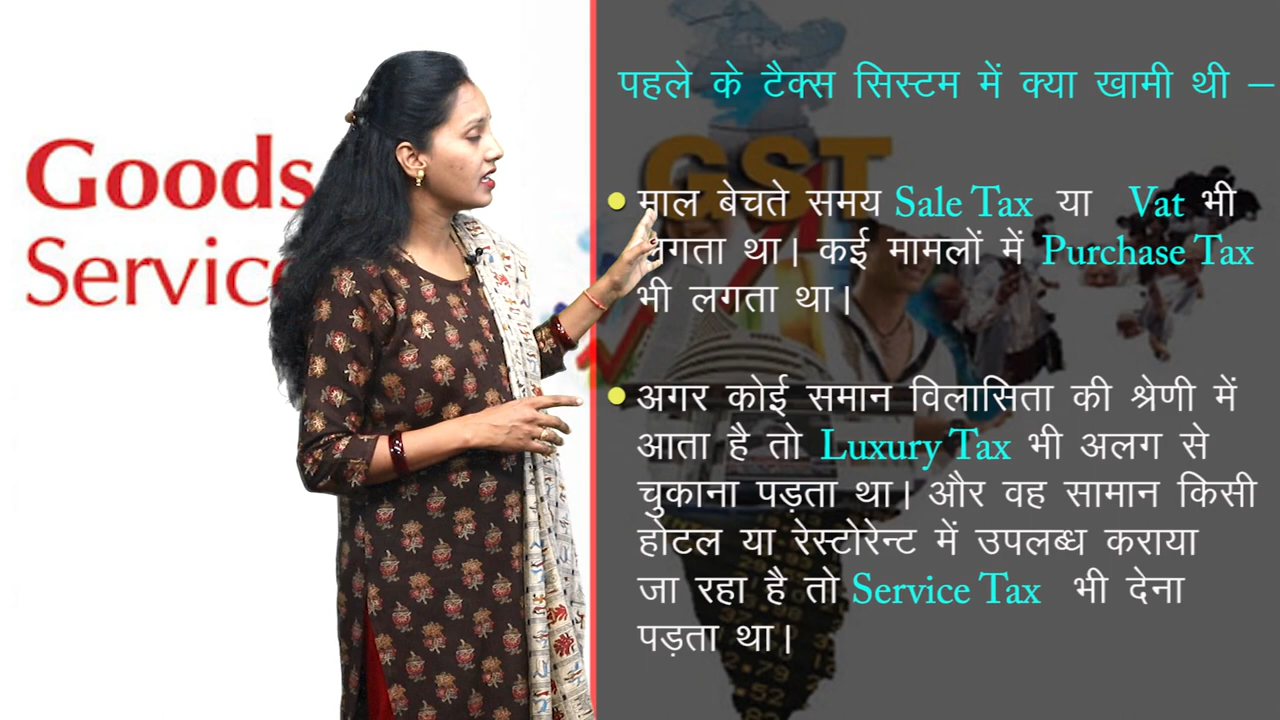 Goods
Service
पहले के टैक्स सिस्टम में क्या खामी थी –
GST
• माल बेचते समय Sale Tax या Vat भी
लगता था। कई मामलों में Purchase Tax
भी लगता था।
• अगर कोई समान विलासिता की श्रेणी में
आता है तो Luxury Tax भी अलग से
चुकाना पड़ता था। और वह सामान किसी
होटल या रेस्टोरेन्ट में उपलब्ध कराया
जा रहा है तो Service Tax भी देना
पड़ता था।